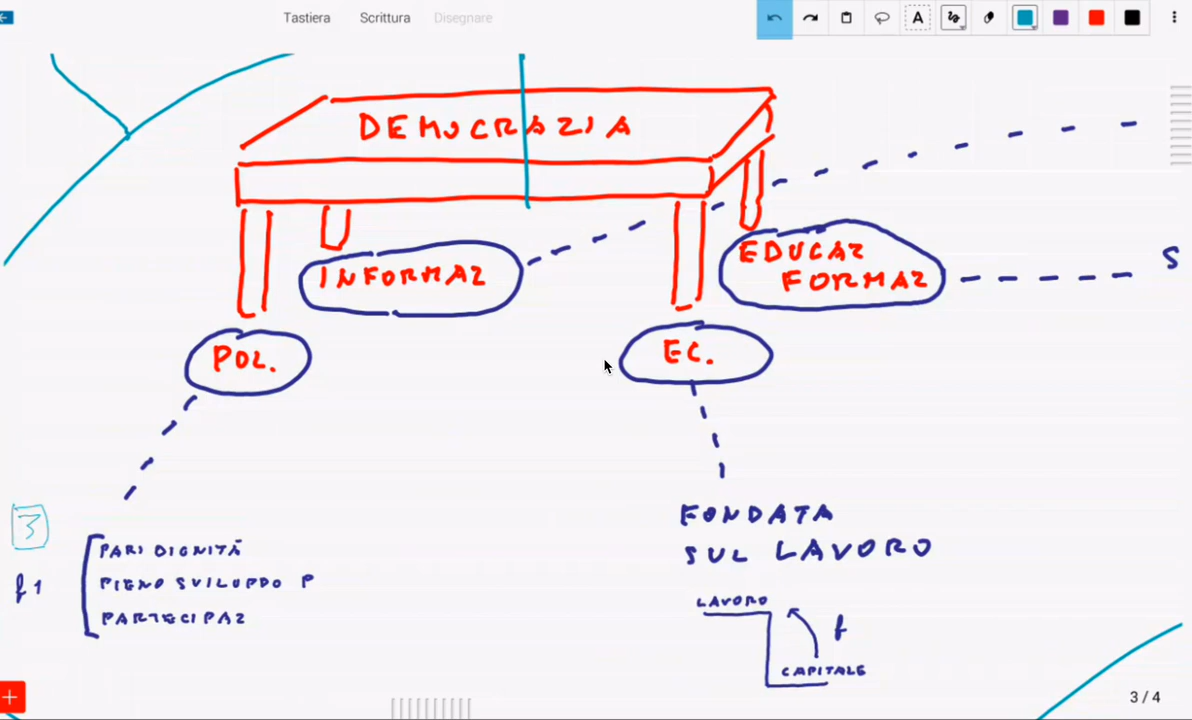 Tastiera Scrittura Disegnare
A
DEMOCRAZIA
INFORMAZ
EDUCAZ
FORMAZ
S
POL.
EC.
3
PARI DIGNITÀ
f1 PIENO SVILUPPO P
PARTECIPAZ
FONDATA
SUL LAVORO
LAVORO
f
CAPITALE
3 / 4